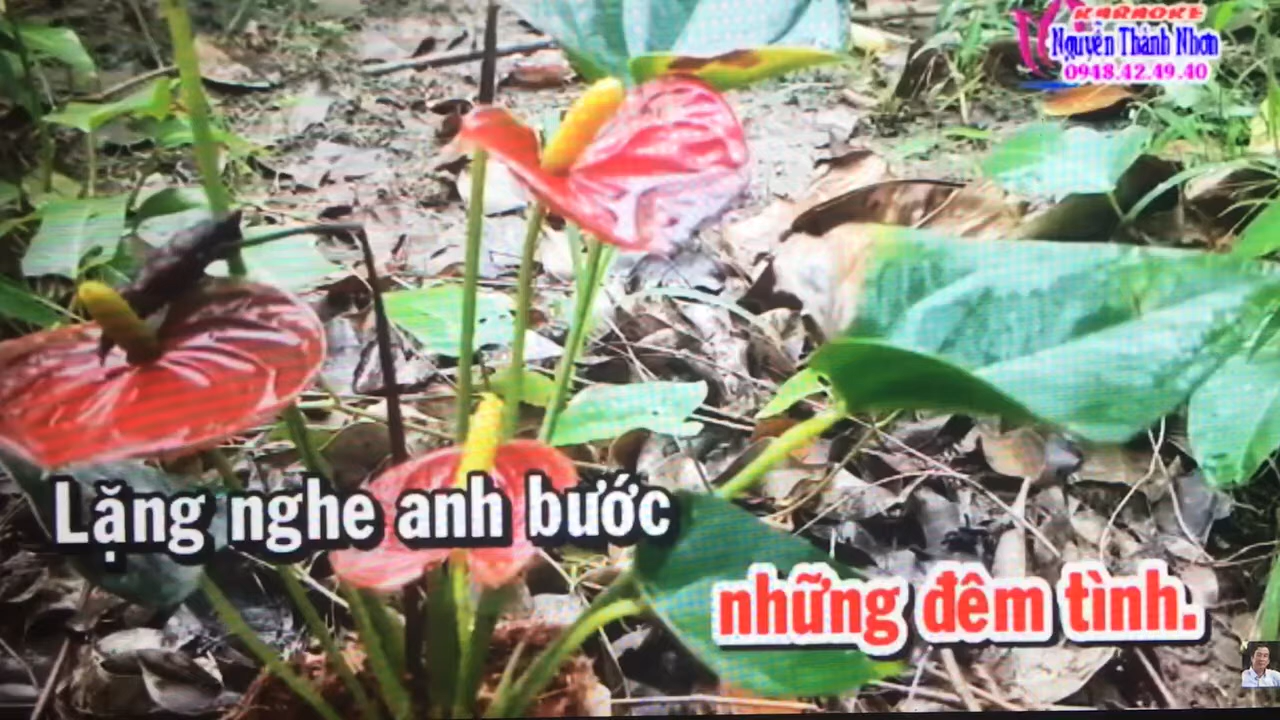 KARAOKE
Nguyễn Thành Nhơn
0948.42.49.40
Lặng nghe anh bước
những đêm tình.